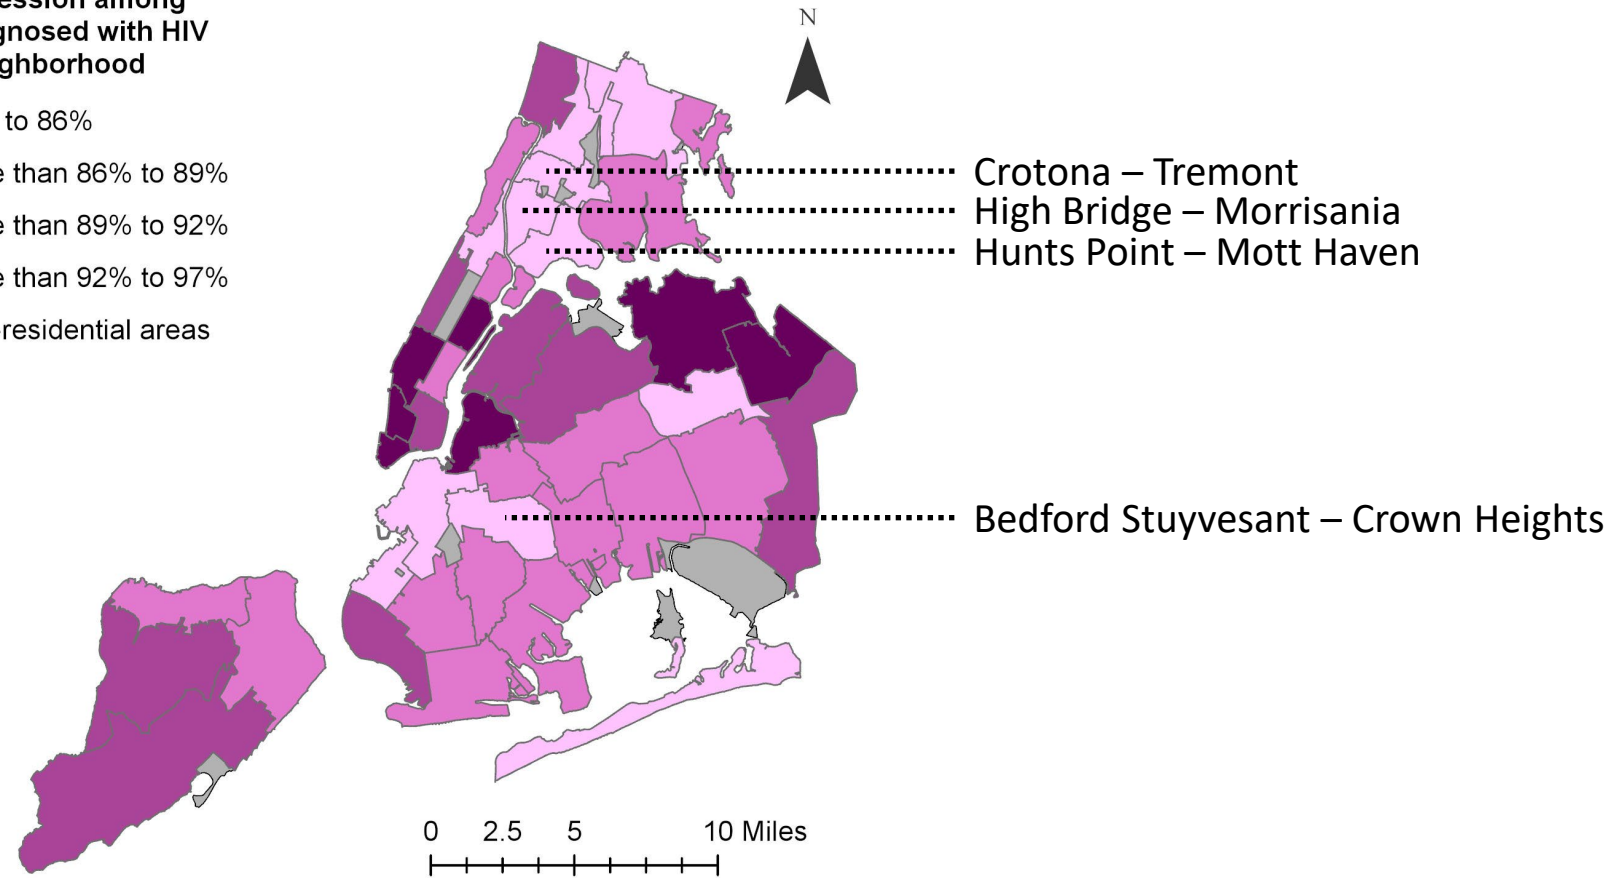 ession among
gnosed with HIV
ghborhood
to 86%
e than 86% to 89%
e than 89% to 92%
e than 92% to 97%
residential areas
N
Crotona – Tremont
High Bridge – Morrisania
Hunts Point – Mott Haven
Bedford Stuyvesant – Crown Heights
0 2.5 5 10 Miles